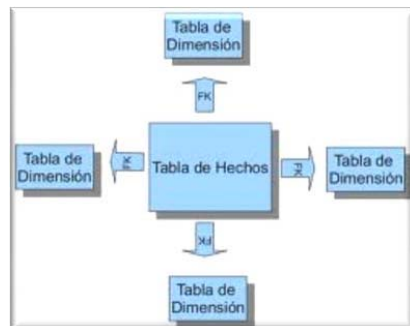 Tabla de
Dimensión
FK
Tabla de
Dimensión
FK
Tabla de Hechos
FK
Tabla de
Dimensión
FK
Tabla de
Dimensión